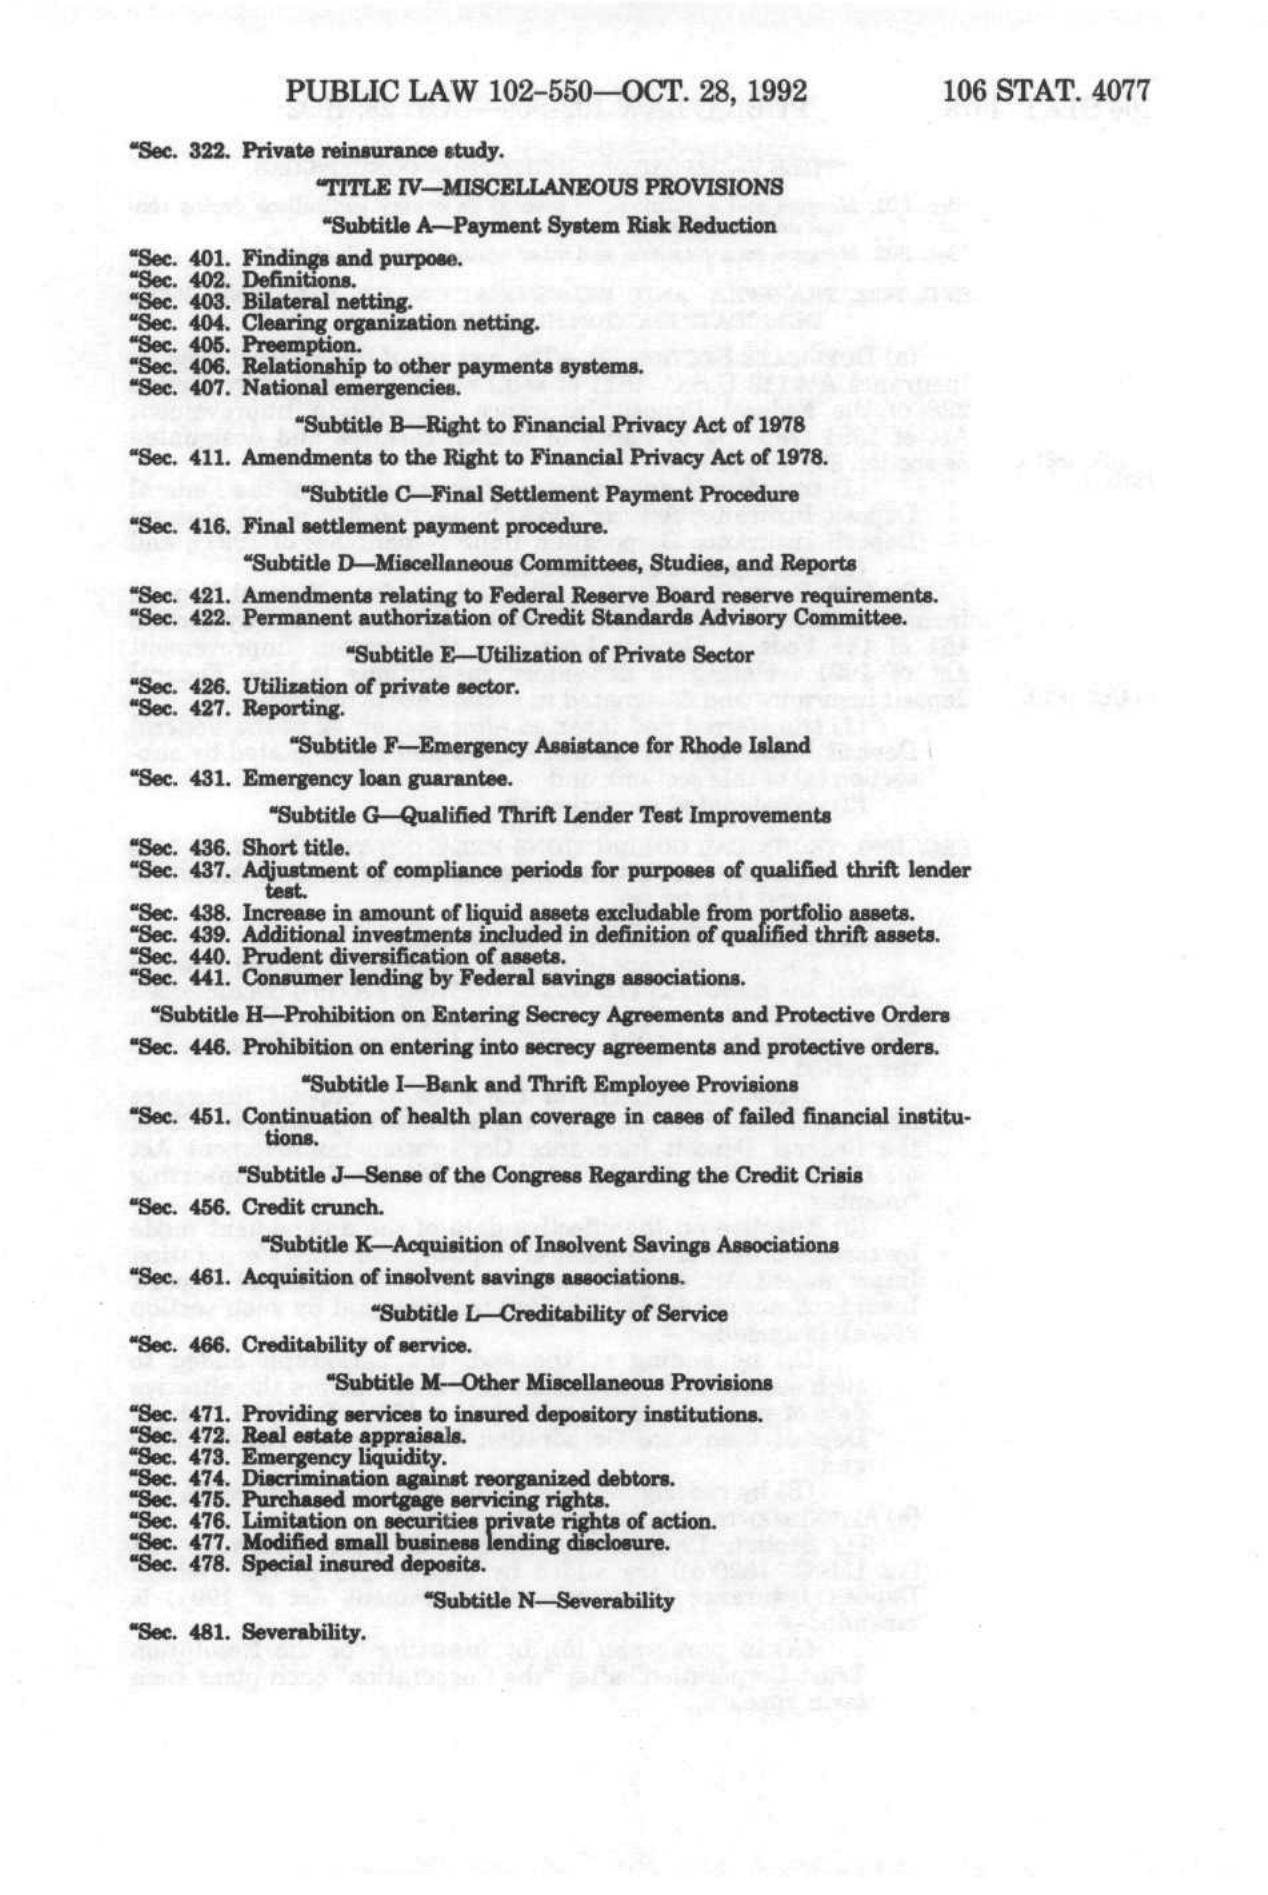 PUBLIC LAW 102–550—OCT. 28, 1992 106 STAT. 4077
“Sec. 322. Private reinsurance study.
“TITLE IV—MISCELLANEOUS PROVISIONS
“Subtitle A—Payment System Risk Reduction
“Sec. 401. Findings and purpose.
“Sec. 402. Definitions.
“Sec. 403. Bilateral netting.
“Sec. 404. Clearing organization netting.
“Sec. 405. Preemption.
“Sec. 406. Relationship to other payments systems.
“Sec. 407. National emergencies.
“Subtitle B—Right to Financial Privacy Act of 1978
“Sec. 411. Amendments to the Right to Financial Privacy Act of 1978.
“Subtitle C—Final Settlement Payment Procedure
“Sec. 416. Final settlement payment procedure.
“Subtitle D—Miscellaneous Committees, Studies, and Reports
“Sec. 421. Amendments relating to Federal Reserve Board reserve requirements.
“Sec. 422. Permanent authorization of Credit Standards Advisory Committee.
“Subtitle E—Utilization of Private Sector
“Sec. 426. Utilization of private sector.
“Sec. 427. Reporting.
“Subtitle F—Emergency Assistance for Rhode Island
“Sec. 431. Emergency loan guarantee.
“Subtitle G—Qualified Thrift Lender Test Improvements
“Sec. 436. Short title.
“Sec. 437. Adjustment of compliance periods for purposes of qualified thrift lender
test.
“Sec. 438. Increase in amount of liquid assets excludable from portfolio assets.
“Sec. 439. Additional investments included in definition of qualified thrift assets.
“Sec. 440. Prudent diversification of assets.
“Sec. 441. Consumer lending by Federal savings associations.
“Subtitle H—Prohibition on Entering Secrecy Agreements and Protective Orders
“Sec. 446. Prohibition on entering into secrecy agreements and protective orders.
“Subtitle I—Bank and Thrift Employee Provisions
“Sec. 451. Continuation of health plan coverage in cases of failed financial institu-
tions.
“Subtitle J—Sense of the Congress Regarding the Credit Crisis
“Sec. 456. Credit crunch.
“Subtitle K—Acquisition of Insolvent Savings Associations
“Sec. 461. Acquisition of insolvent savings associations.
“Subtitle L—Creditability of Service
“Sec. 466. Creditability of service.
“Subtitle M—Other Miscellaneous Provisions
“Sec. 471. Providing services to insured depository institutions.
“Sec. 472. Real estate appraisals.
“Sec. 473. Emergency liquidity.
“Sec. 474. Discrimination against reorganized debtors.
“Sec. 475. Purchased mortgage servicing rights.
“Sec. 476. Limitation on securities private rights of action.
“Sec. 477. Modified small business lending disclosure.
“Sec. 478. Special insured deposits.
“Subtitle N—Severability
“Sec. 481. Severability.